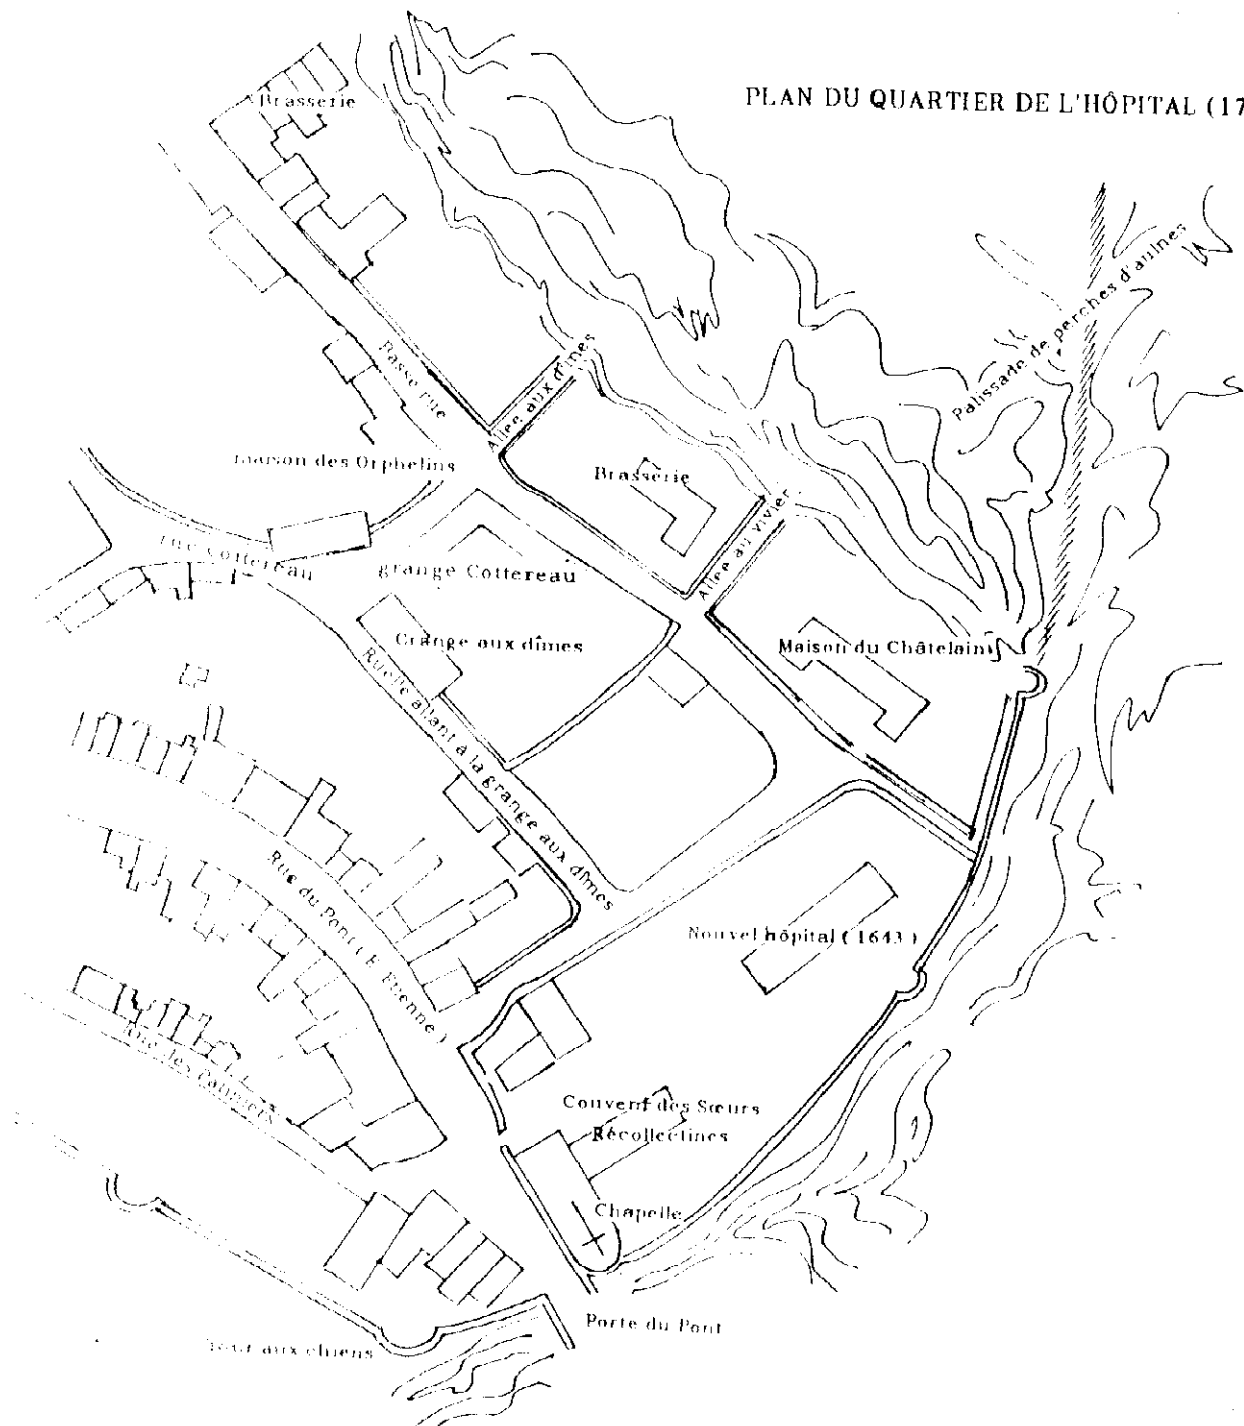 PLAN DU QUARTIER DE L'HÔPITAL (17
Brasserie
Palissade de perches d'aulnes
Basse rue
Allée aux dîmes
Maison des Orphelins
Brasserie
Allée au vivier
rue Cottereau
grange Cottereau
Grange aux dîmes
Maison du Châtelain
Ruelle allant à la grange aux dîmes
Rue du Pont (E. Etienne)
Nouvel hôpital (1643)
Rue des
Couvent des Sœurs
Récollectines
Chapelle
Porte du Pont
Tour aux chiens